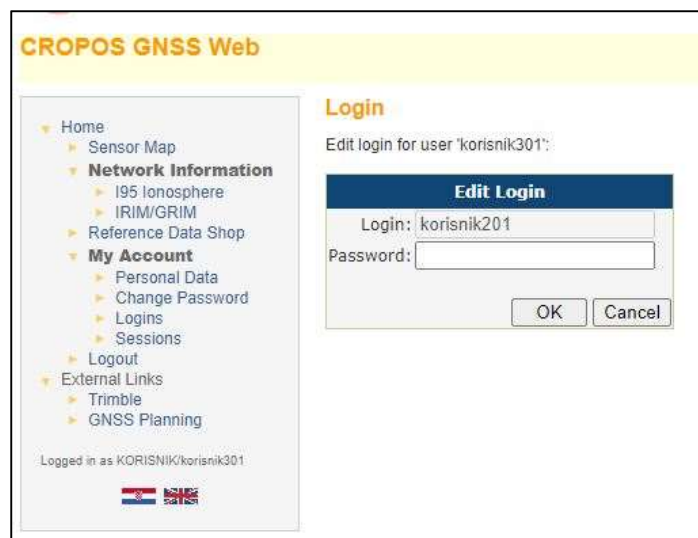 CROPOS GNSS Web
Home
Sensor Map
Network Information
I95 Ionosphere
IRIM/GRIM
Reference Data Shop
My Account
Personal Data
Change Password
Logins
Sessions
Logout
External Links
Trimble
GNSS Planning
Logged in as KORISNIK/korisnik301
Login
Edit login for user 'korisnik301':
Edit Login
Login: korisnik201
Password:
OK Cancel